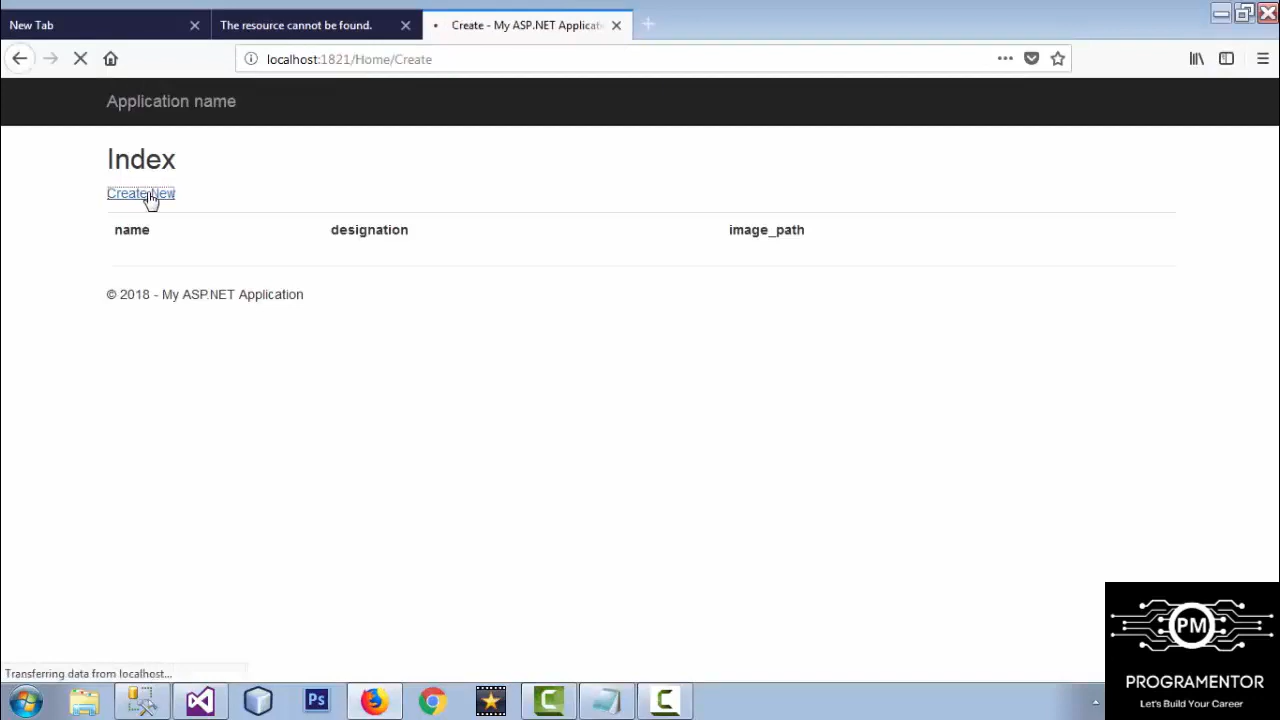 New Tab
The resource cannot be found.
Create - My ASP.NET Applicat
localhost:1821/Home/Create
Application name
Index
Create New
name designation image_path
© 2018 - My ASP.NET Application
Transferring data from localhost...
Ps
PM
PROGRAMENTOR
Let's Build Your Career